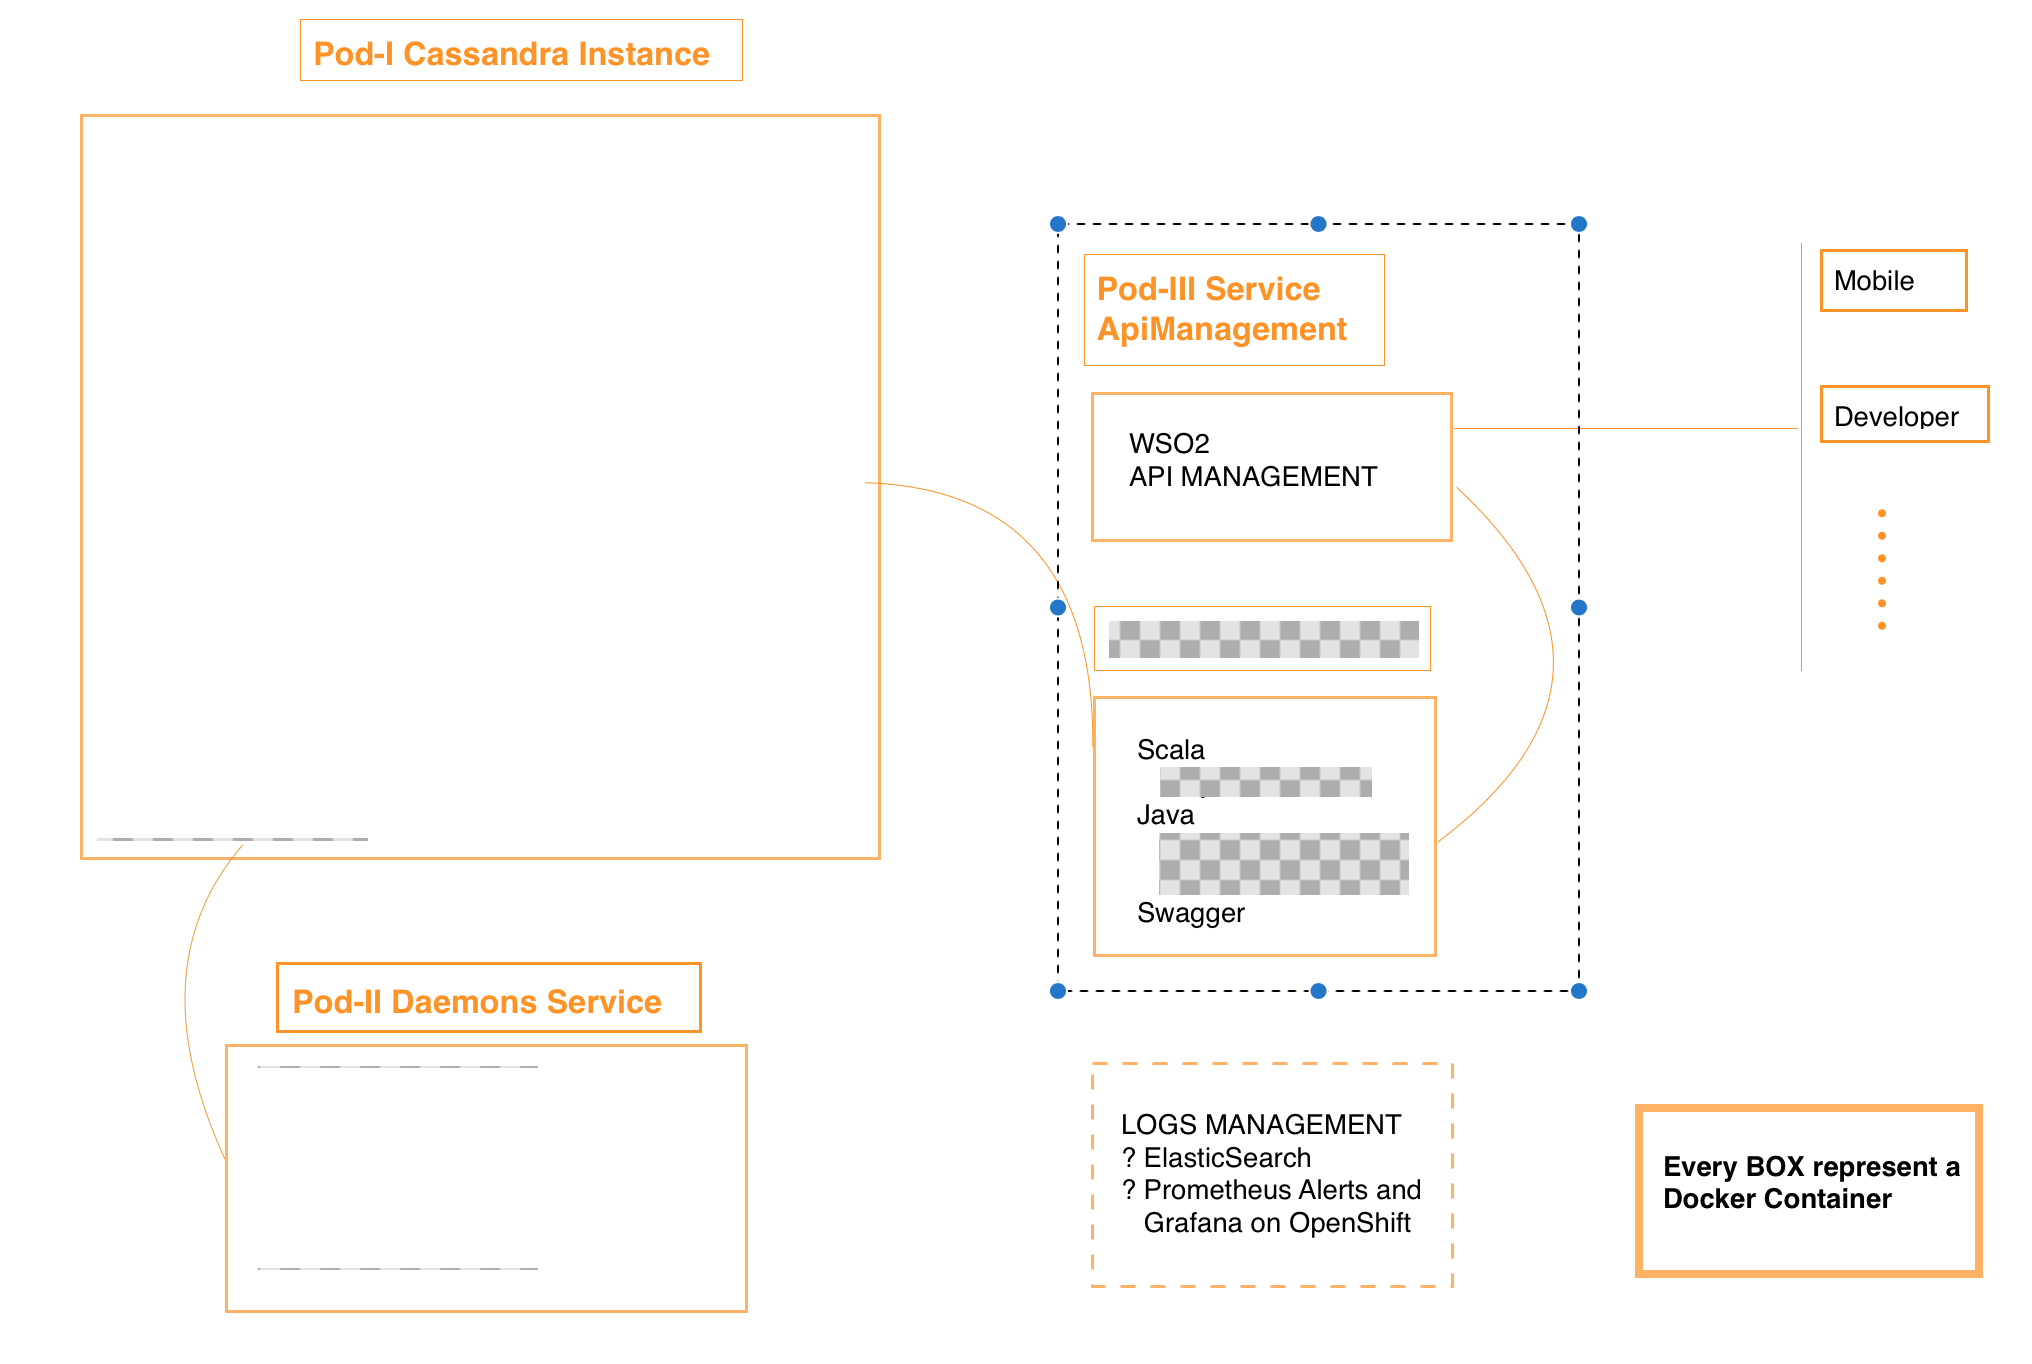 Pod-I Cassandra Instance
Pod-III Service
ApiManagement
WSO2
API MANAGEMENT
Scala
Java
Swagger
Mobile
Developer
Pod-II Daemons Service
LOGS MANAGEMENT
? ElasticSearch
? Prometheus Alerts and
Grafana on OpenShift
Every BOX represent a
Docker Container